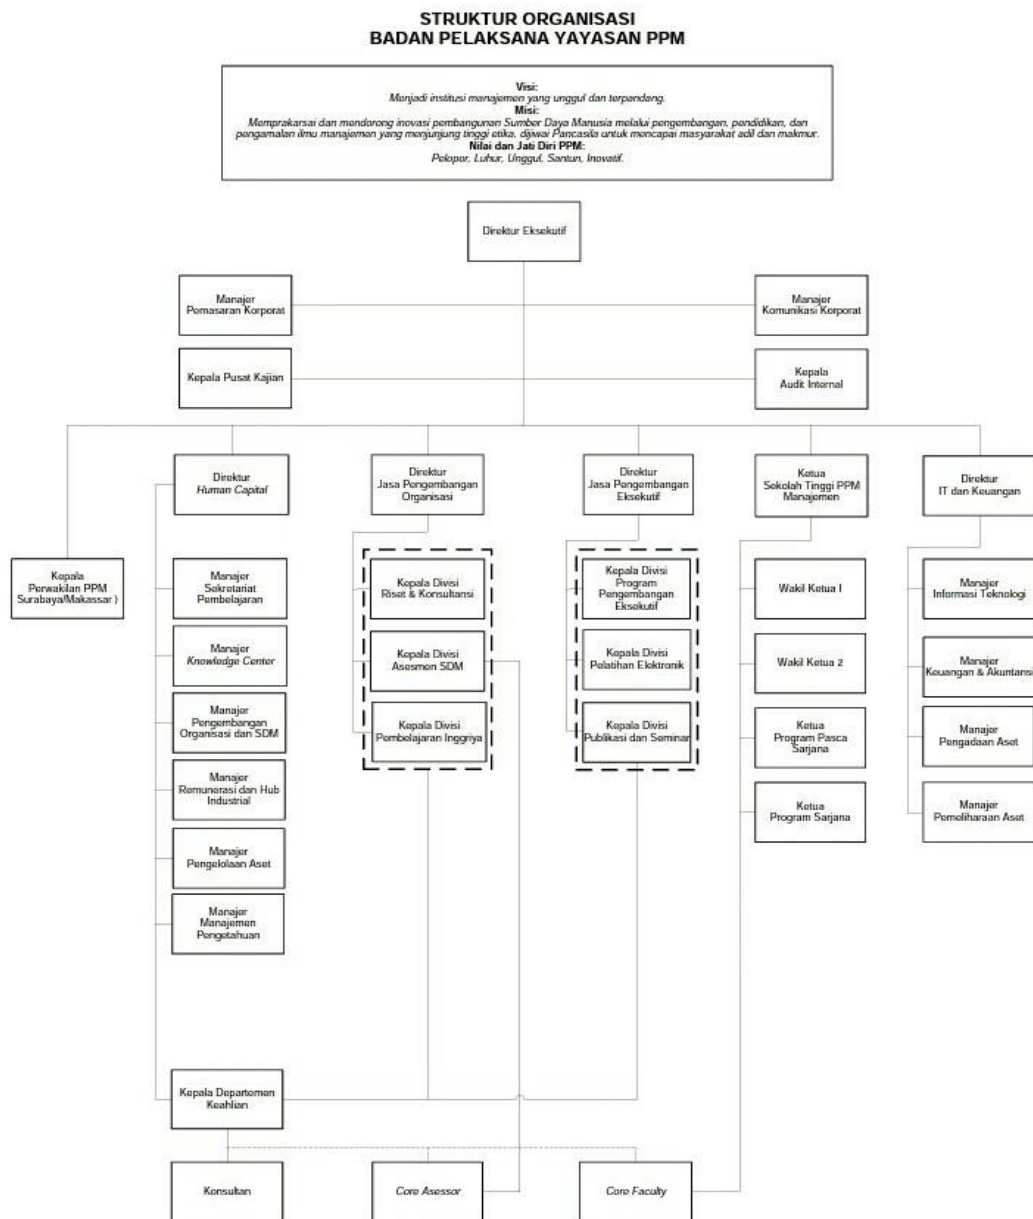 STRUKTUR ORGANISASI
BADAN PELAKSANA YAYASAN PPM
Visi:
Menjadi institusi manajemen yang unggul dan terpandang.
Misi:
Memprakarsai dan mendorong inovasi pembangunan Sumber Daya Manusia melalui pengembangan, pendidikan, dan
pengamalan ilmu manajemen yang menjunjung tinggi etika, dijiwai Pancasila untuk mencapai masyarakat adil dan makmur.
Nilai dan Jati Diri PPM:
Pelopor, Luhur, Unggul, Santun, Inovatif.
Direktur Eksekutif
Manajer
Pemasaran Korporat
Manajer
Komunikasi Korporat
Kepala Pusat Kajian
Kepala
Audit Internal
Direktur
Human Capital
Direktur
Jasa Pengembangan
Organisasi
Direktur
Jasa Pengembangan
Eksekutif
Ketua
Sekolah Tinggi PPM
Manajemen
Direktur
IT dan Keuangan
Kepala
Perwakilan PPM
Surabaya/Makassar )
Manajer
Sekretariat
Pembelajaran
Manajer
Knowledge Center
Manajer
Pengembangan
Organisasi dan SDM
Manajer
Remunerasi dan Hub
Industrial
Manajer
Pengelolaan Aset
Manajer
Manajemen
Pengetahuan
Kepala Divisi
Riset & Konsultansi
Kepala Divisi
Asesmen SDM
Kepala Divisi
Pembelajaran Inggriya
Kepala Divisi
Program
Pengembangan
Eksekutif
Kepala Divisi
Pelatihan Elektronik
Kepala Divisi
Publikasi dan Seminar
Wakil Ketua I
Wakil Ketua 2
Ketua
Program Pasca
Sarjana
Ketua
Program Sarjana
Manajer
Informasi Teknologi
Manajer
Keuangan & Akuntansi
Manajer
Pengadaan Aset
Manajer
Pemeliharaan Aset
Kepala Departemen
Keahlian
Konsultan
Core Asessor
Core Faculty